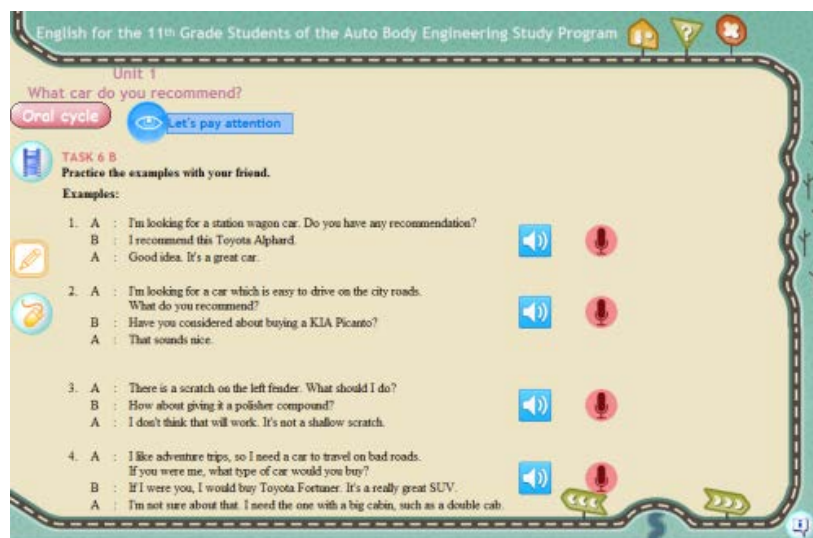 English for the 11th Grade Students of the Auto Body Engineering Study Program
Unit 1
What car do you recommend?
Oral cycle
Let's pay attention
TASK 6 B
Practice the examples with your friend.
Examples:
1. A : I'm looking for a station wagon car. Do you have any recommendation?
B : I recommend this Toyota Alphard.
A : Good idea. It's a great car.
2. A : I'm looking for a car which is easy to drive on the city roads.
What do you recommend?
B : Have you considered about buying a KIA Picanto?
A : That sounds nice.
3. A : There is a scratch on the left fender. What should I do?
B : How about giving it a polisher compound?
A : I don't think that will work. It's not a shallow scratch.
4. A : I like adventure trips, so I need a car to travel on bad roads.
If you were me, what type of car would you buy?
B : If I were you, I would buy Toyota Fortuner. It's a really great SUV.
A : I'm not sure about that. I need the one with a big cabin, such as a double cab.